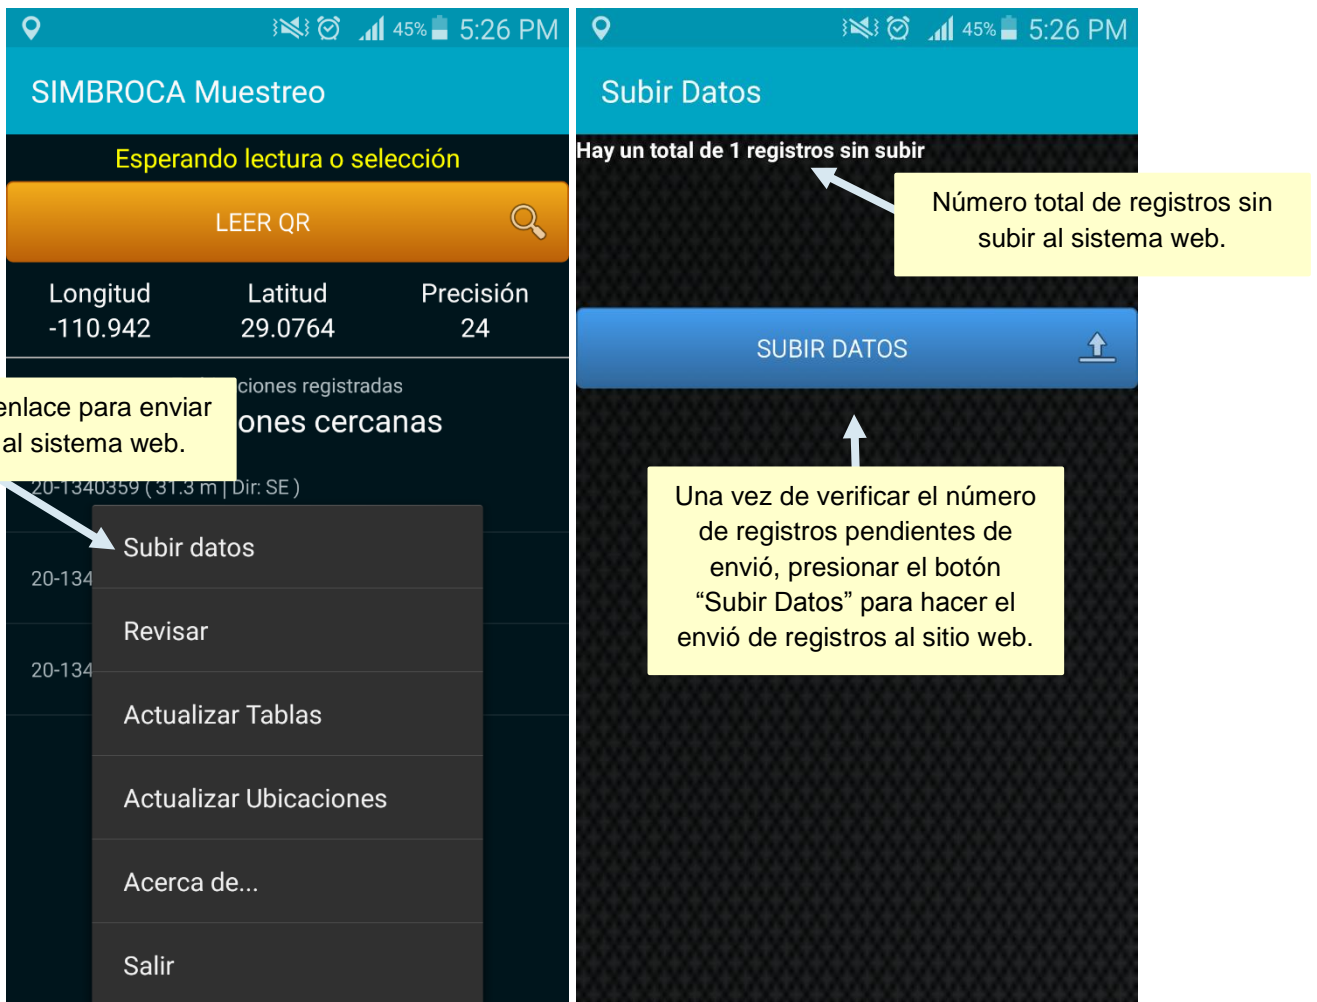 45% 5:26 PM
SIMBROCA Muestreo
Esperando lectura o selección
LEER QR
Longitud Latitud Precisión
-110.942 29.0764 24
ciones registradas
ones cercanas
enlace para enviar
al sistema web.
20-1340359 ( 31.3 m | Dir: SE )
20-134
20-134
Subir datos
Revisar
Actualizar Tablas
Actualizar Ubicaciones
Acerca de...
Salir
45% 5:26 PM
Subir Datos
Hay un total de 1 registros sin subir
Número total de registros sin
subir al sistema web.
SUBIR DATOS
Una vez de verificar el número
de registros pendientes de
envió, presionar el botón
“Subir Datos” para hacer el
envió de registros al sitio web.